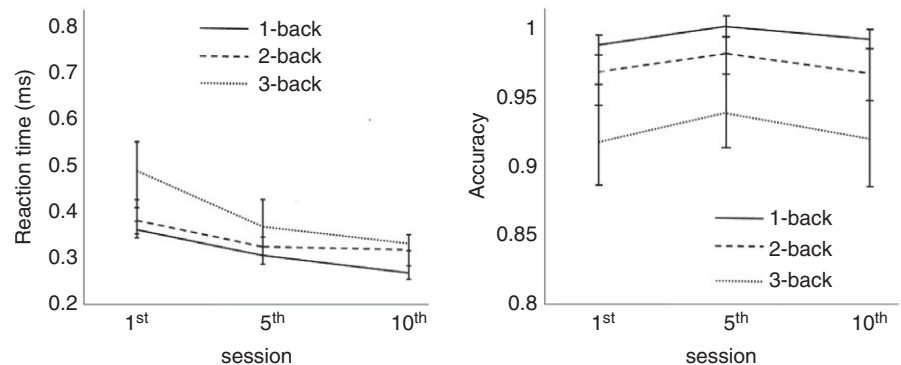 0.8
0.7
0.6
0.5
0.4
0.3
0.2
Reaction time (ms)
1-back
2-back
3-back
1st
5th
10th
session
1
0.95
0.9
0.85
0.8
Accuracy
1-back
2-back
3-back
1st
5th
10th
session